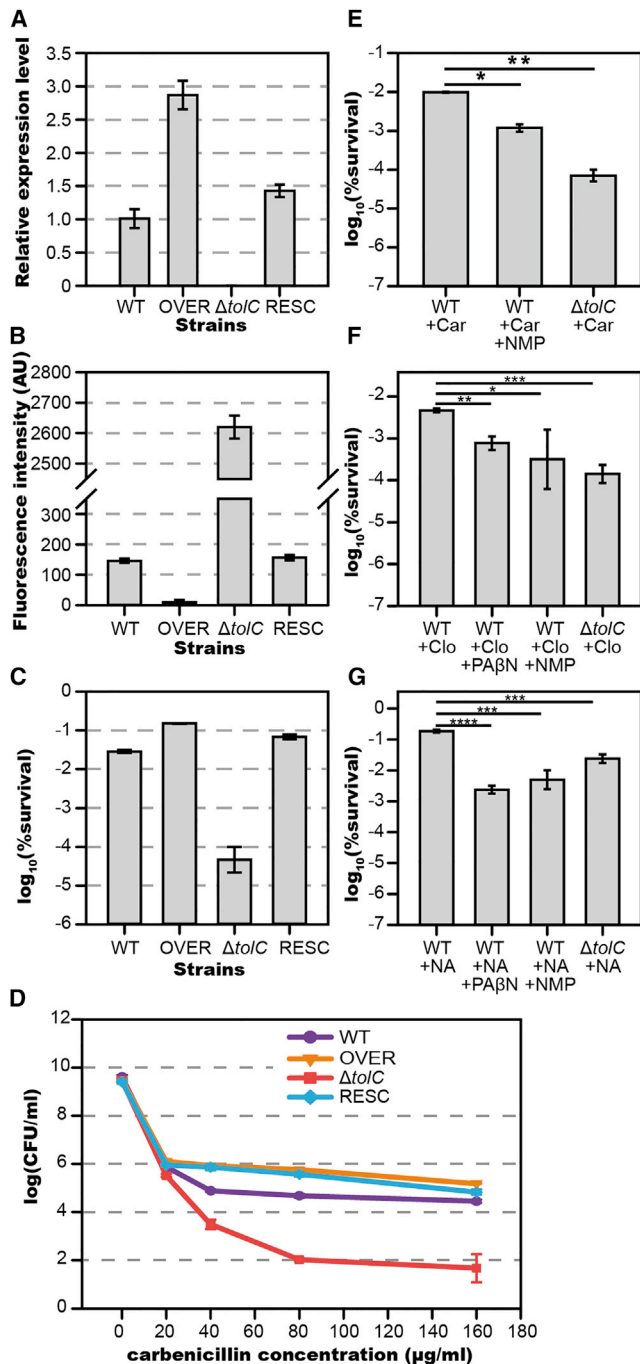 A
Relative expression level
3.5
3.0
2.5
2.0
1.5
1.0
0.5
0
WT OVER ΔtolC RESC
Strains
B
Fluorescence intensity (AU)
2800
2700
2600
2500
300
200
100
0
WT OVER ΔtolC RESC
Strains
C
log10(%survival)
-0
-1
-2
-3
-4
-5
-6
WT OVER ΔtolC RESC
Strains
E
log10(%survival)
-1
-2
-3
-4
-5
-6
-7
**
*
WT WT ΔtolC
+Car +Car +Car
+NMP
F
log10(%survival)
-2
-3
-4
-5
-6
-7
***
*
**
WT WT WT ΔtolC
+Clo +Clo +Clo +Clo
+PAβN +NMP
G
log10(%survival)
-0
-1
-2
-3
-4
-5
-6
-7
***
***
****
WT WT WT ΔtolC
+NA +NA +NA +NA
+PAβN +NMP
D
log(CFU/ml)
12
10
8
6
4
2
0
WT
OVER
ΔtolC
RESC
0 20 40 60 80 100 120 140 160 180
carbenicillin concentration (μg/ml)